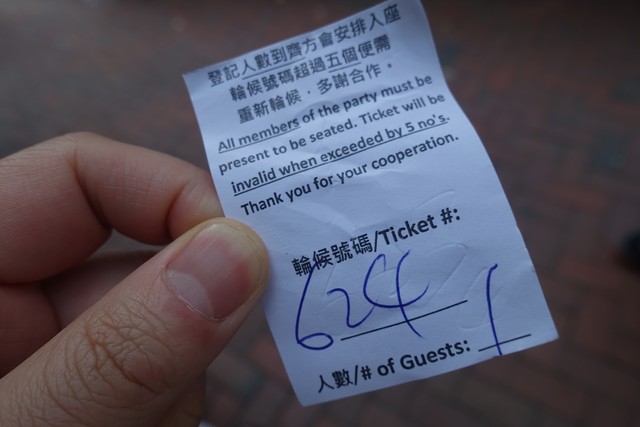 登記人數到齊方會安排入座
輪候號碼超過五個便需
重新輪候，多謝合作。
All members of the party must be
present to be seated. Ticket will be
invalid when exceeded by 5 no's.
Thank you for your cooperation.
輪候號碼/Ticket #:
624
人數/# of Guests: 1